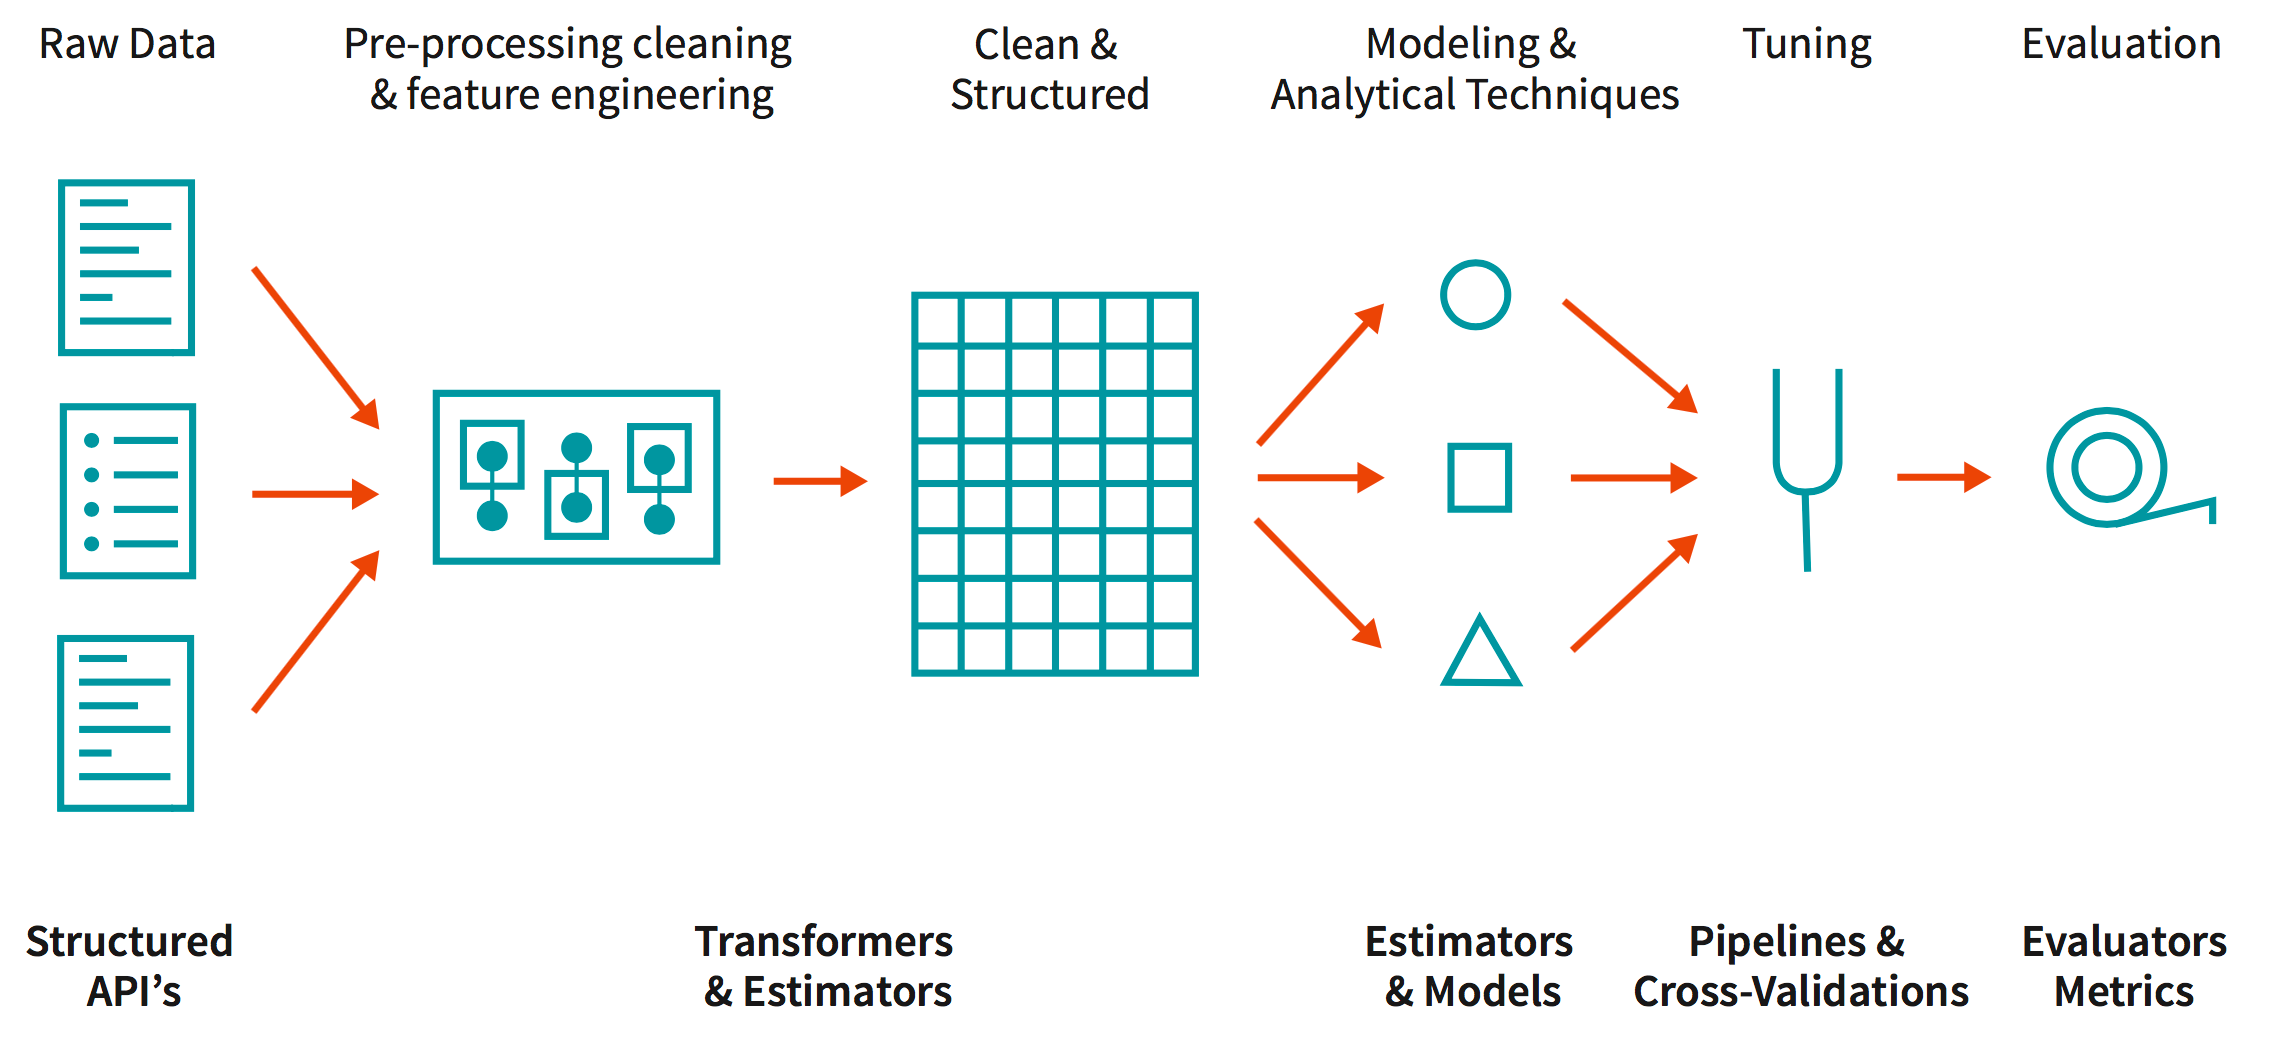 Raw Data
Pre-processing cleaning
& feature engineering
Clean &
Structured
Modeling &
Analytical Techniques
Tuning
Evaluation
Structured
API’s
Transformers
& Estimators
Estimators
& Models
Pipelines &
Cross-Validations
Evaluators
Metrics